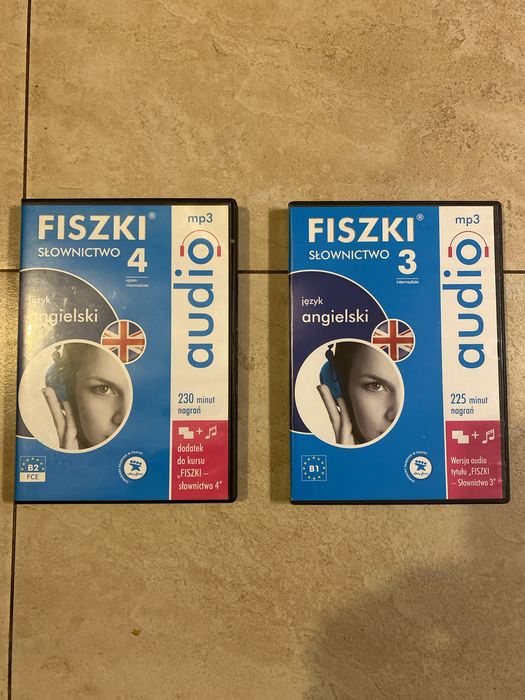 FISZKI®
SŁOWNICTWO 4
upper-intermediate
język
angielski
mp3
audio
230 minut
nagrań
+
dodatek
do kursu
„FISZKI –
słownictwo 4”
B2
FCE
FISZKI®
SŁOWNICTWO 3
intermediate
język
angielski
mp3
audio
225 minut
nagrań
+
Wersja audio
tytułu „FISZKI
– Słownictwo 3”
B1